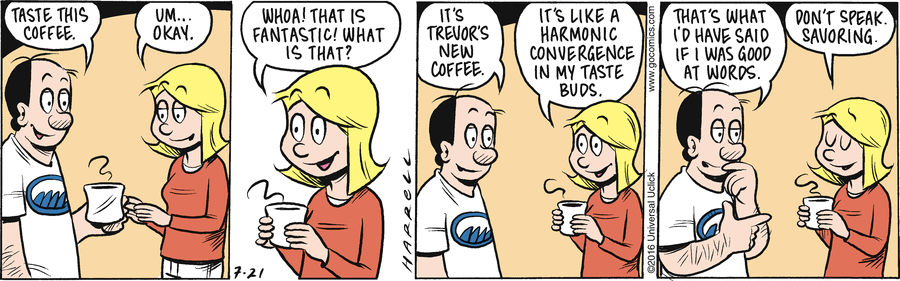 TASTE THIS
COFFEE.
UM...
OKAY.
7-21
WHOA! THAT IS
FANTASTIC! WHAT
IS THAT?
HARRELL
IT'S
TREVOR'S
NEW
COFFEE.
IT'S LIKE A
HARMONIC
CONVERGENCE
IN MY TASTE
BUDS.
www.gocomics.com
©2016 Universal Uclick
THAT'S WHAT
I'D HAVE SAID
IF I WAS GOOD
AT WORDS.
DON'T SPEAK.
SAVORING.